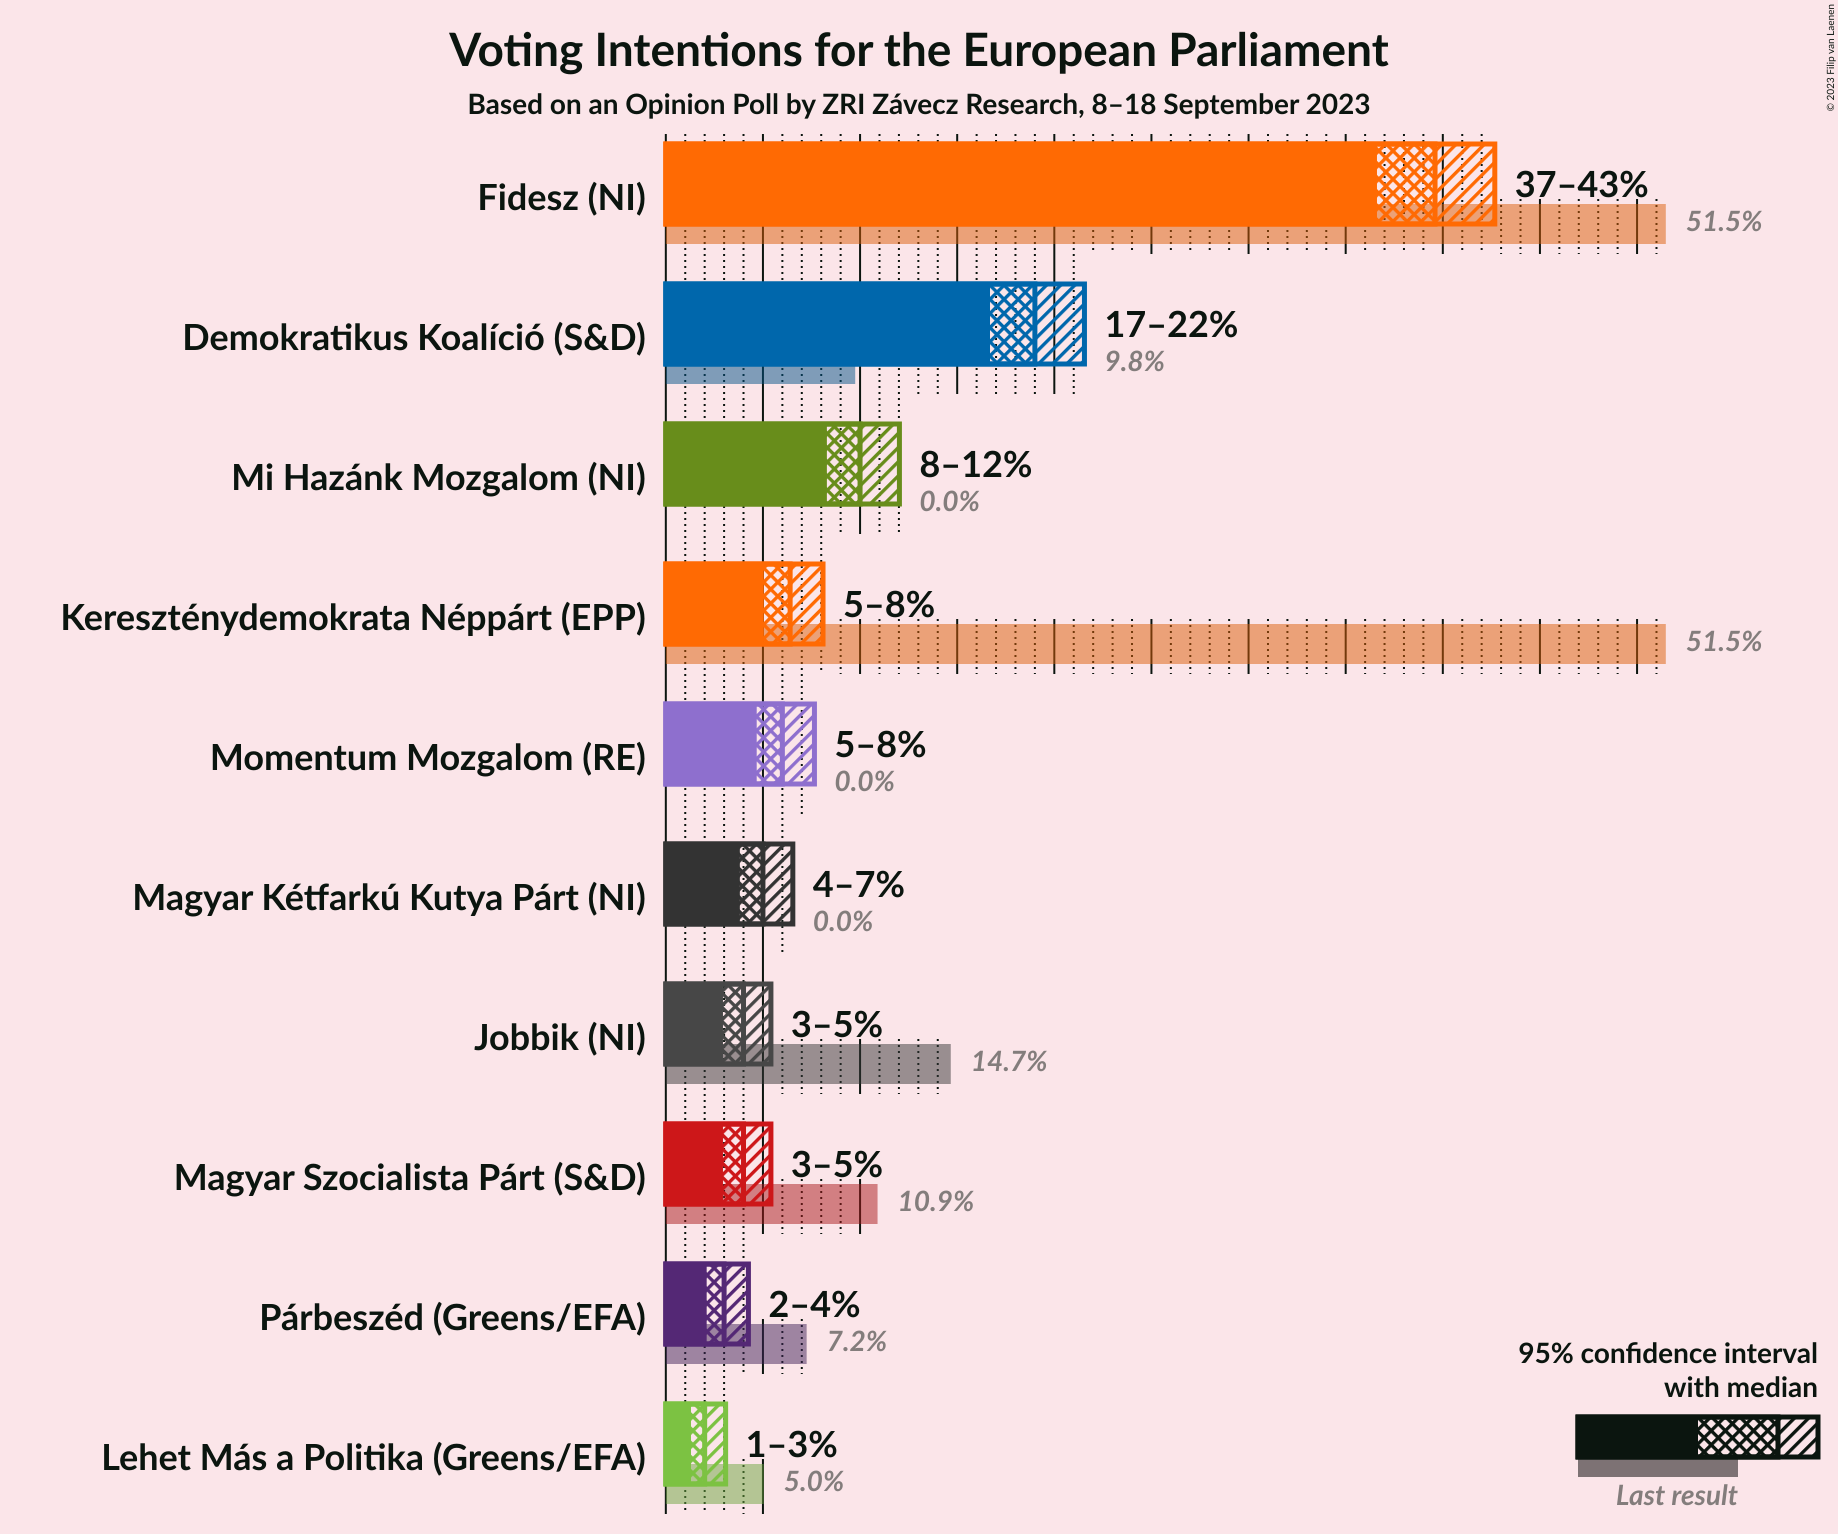 Voting Intentions for the European Parliament
Based on an Opinion Poll by ZRI Závecz Research, 8–18 September 2023
© 2023 Filip van Laenen
Fidesz (NI)
37–43%
51.5%
Demokratikus Koalíció (S&D)
17–22%
9.8%
Mi Hazánk Mozgalom (NI)
8–12%
0.0%
Kereszténydemokrata Néppárt (EPP)
5–8%
51.5%
Momentum Mozgalom (RE)
5–8%
0.0%
Magyar Kétfarkú Kutya Párt (NI)
4–7%
0.0%
Jobbik (NI)
3–5%
14.7%
Magyar Szocialista Párt (S&D)
3–5%
10.9%
Párbeszéd (Greens/EFA)
2–4%
7.2%
Lehet Más a Politika (Greens/EFA)
1–3%
5.0%
95% confidence interval
with median
Last result